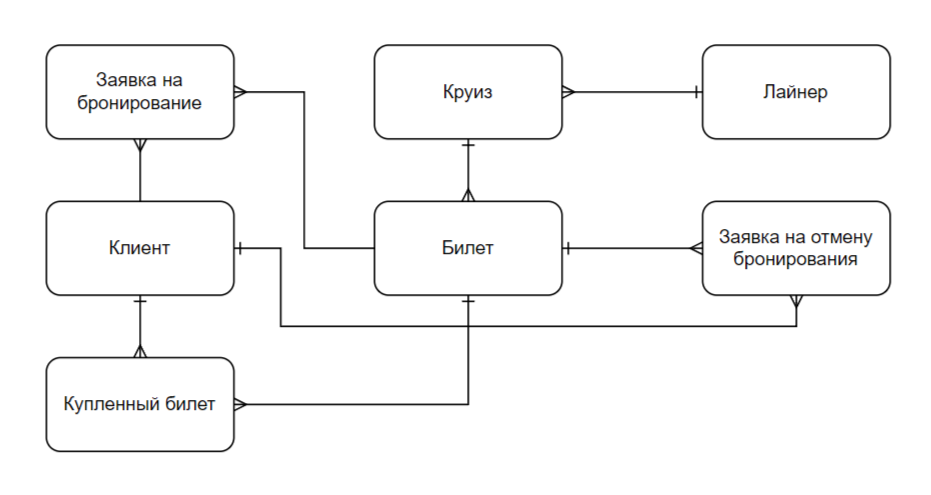 Заявка на
бронирование
Круиз
Лайнер
Клиент
Билет
Заявка на отмену
бронирования
Купленный билет